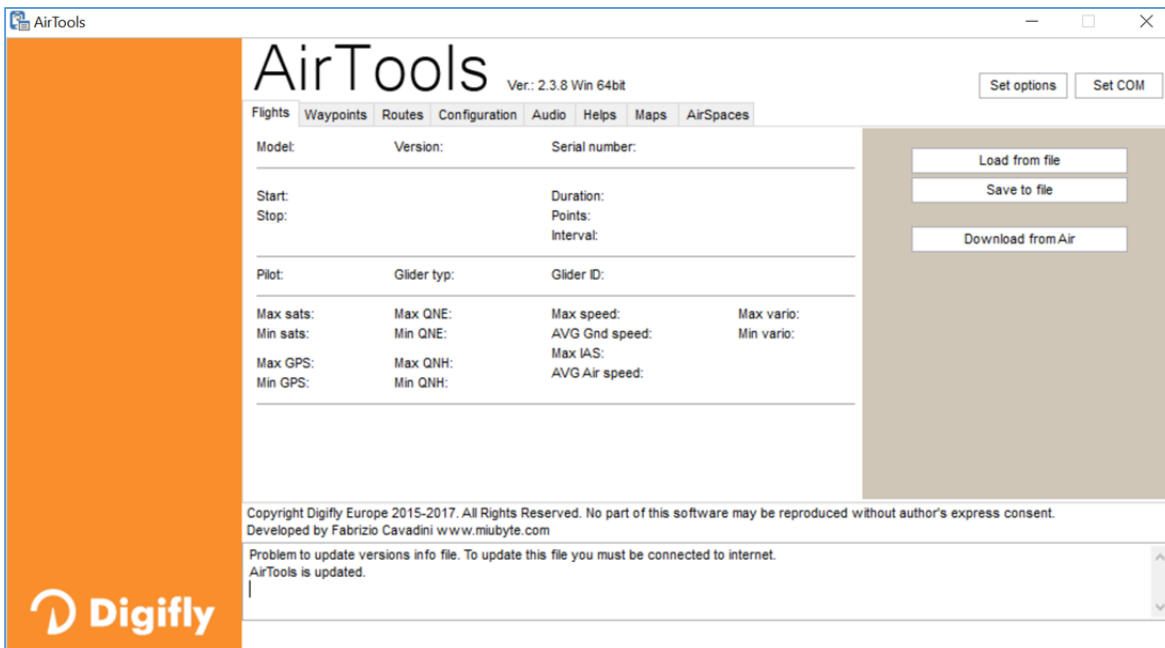 AirTools
AirTools Ver.: 2.3.8 Win 64bit
Set options Set COM
Flights Waypoints Routes Configuration Audio Helps Maps AirSpaces
Model: Version: Serial number:
Load from file
Save to file
Start: Duration:
Stop: Points:
Interval:
Download from Air
Pilot: Glider typ: Glider ID:
Max sats: Max QNE: Max speed: Max vario:
Min sats: Min QNE: AVG Gnd speed: Min vario:
Max IAS:
Max GPS: Max QNH:
AVG Air speed:
Min GPS: Min QNH:
Copyright Digifly Europe 2015-2017. All Rights Reserved. No part of this software may be reproduced without author's express consent.
Developed by Fabrizio Cavadini www.miubyte.com
Problem to update versions info file. To update this file you must be connected to internet.
AirTools is updated.
Digifly